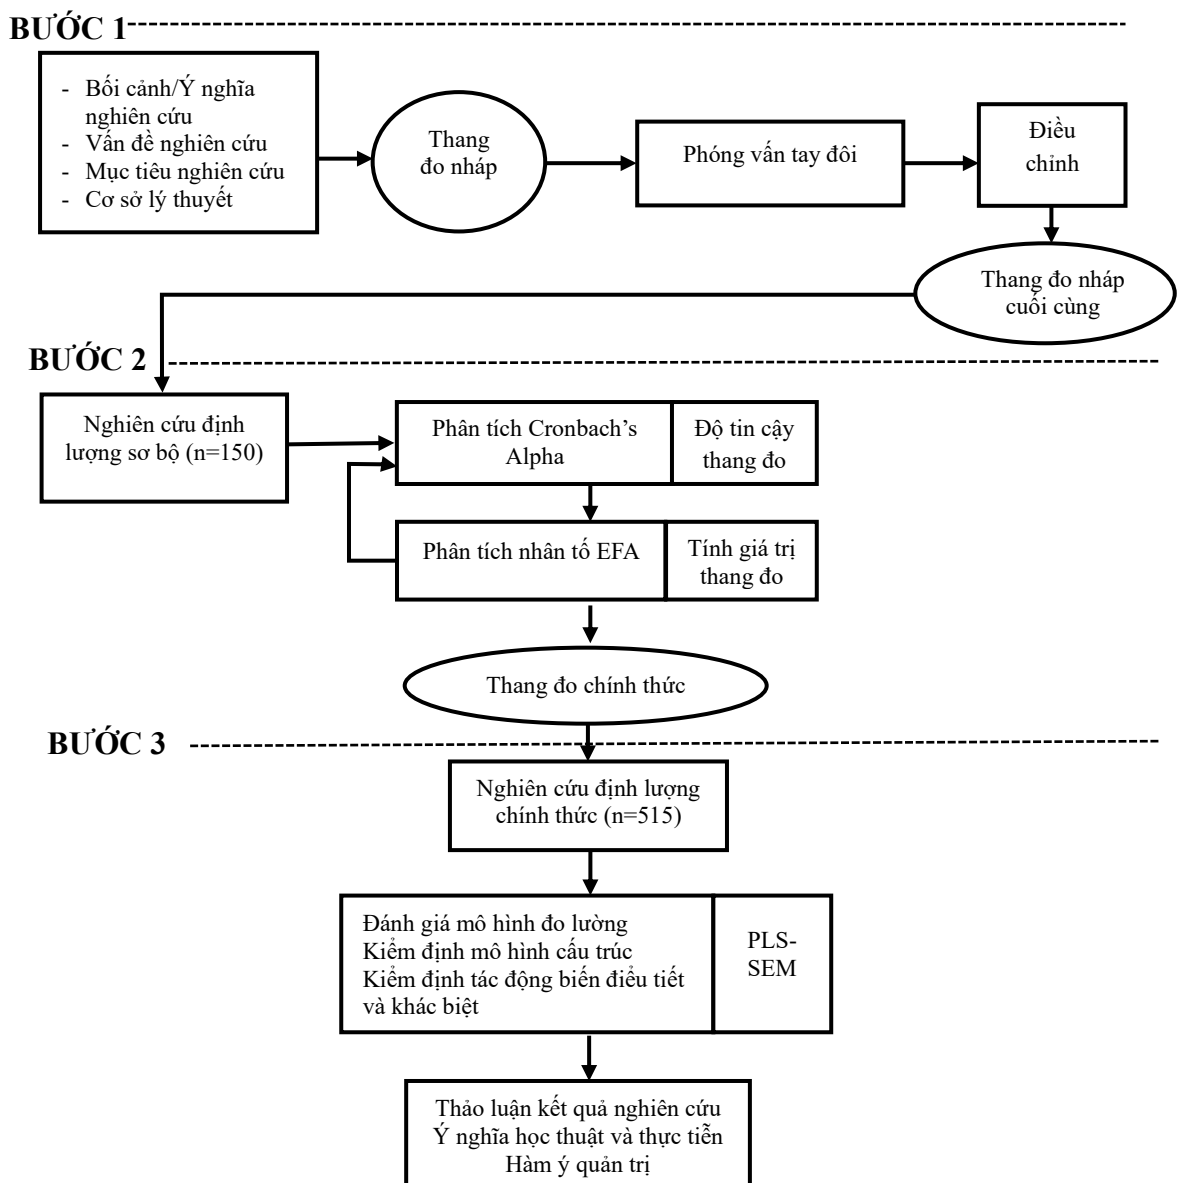 BƯỚC 1
- Bối cảnh/Ý nghĩa
nghiên cứu
- Vấn đề nghiên cứu
- Mục tiêu nghiên cứu
- Cơ sở lý thuyết
Thang
đo nháp
Phóng vấn tay đôi
Điều
chỉnh
Thang đo nháp
cuối cùng
BƯỚC 2
Nghiên cứu định
lượng sơ bộ (n=150)
Phân tích Cronbach’s
Alpha
Độ tin cậy
thang đo
Phân tích nhân tố EFA
Tính giá trị
thang đo
Thang đo chính thức
BƯỚC 3
Nghiên cứu định lượng
chính thức (n=515)
Đánh giá mô hình đo lường
Kiểm định mô hình cấu trúc
Kiểm định tác động biến điều tiết
và khác biệt
PLS-
SEM
Thảo luận kết quả nghiên cứu
Ý nghĩa học thuật và thực tiễn
Hàm ý quản trị